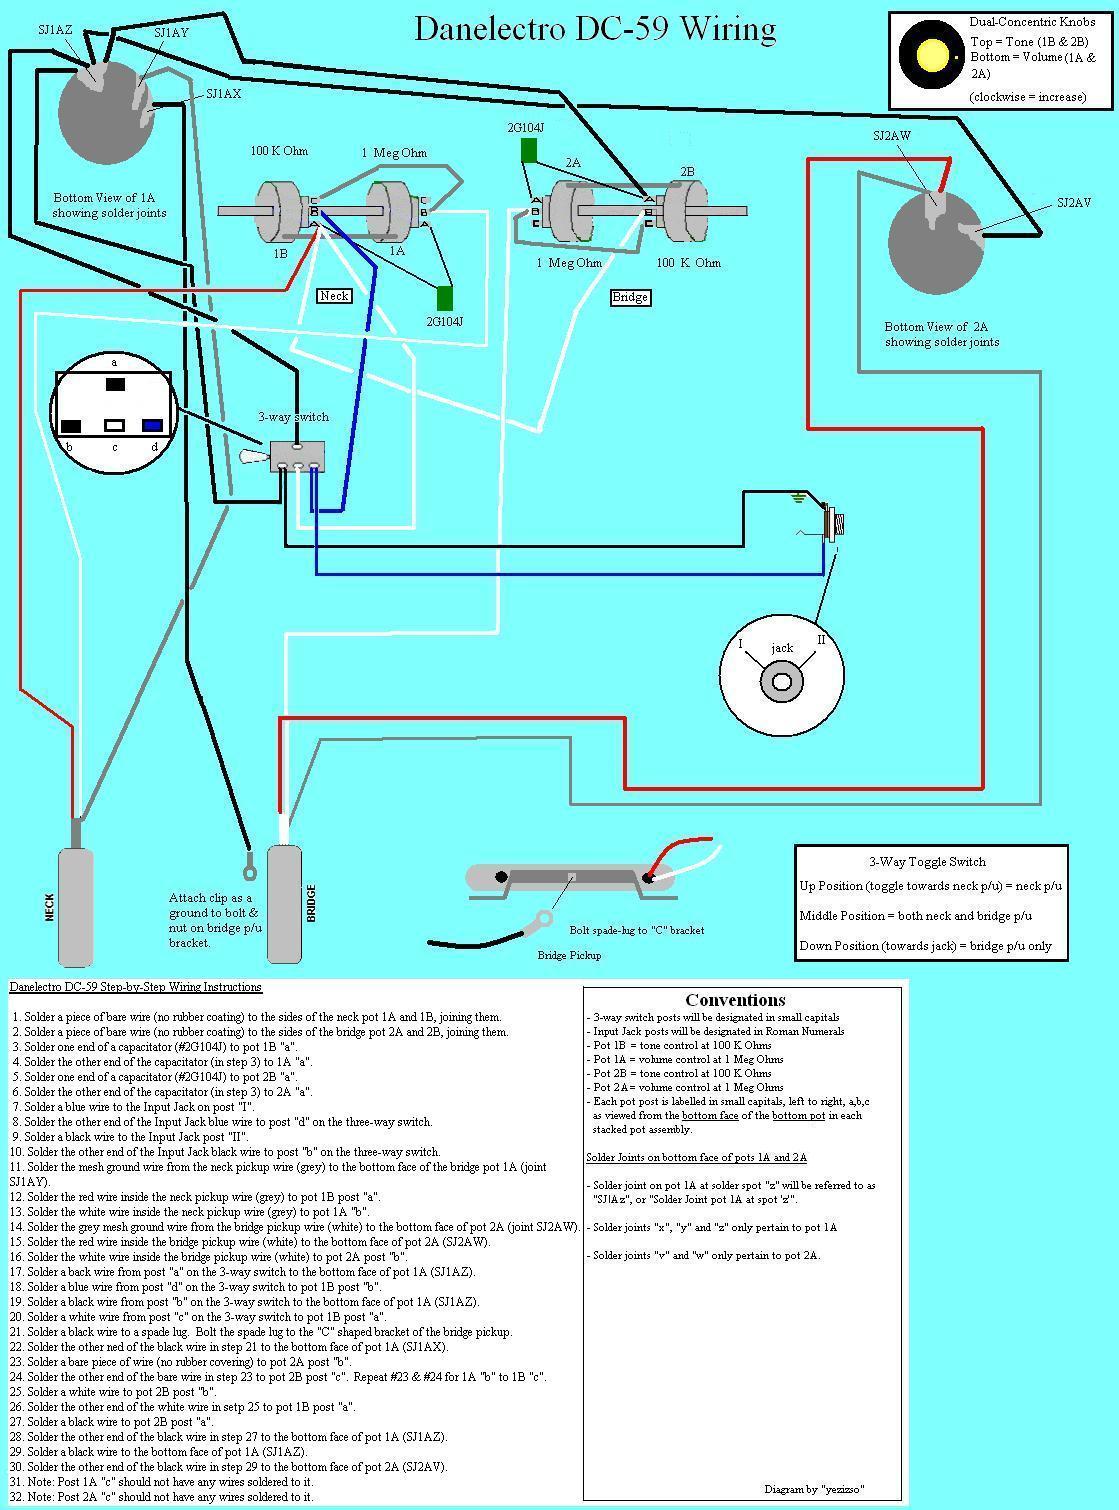 Danelectro DC-59 Wiring
Dual-Concentric Knobs
Top = Tone (1B & 2B)
Bottom = Volume (1A &
2A)
(clockwise = increase)
SJ1AZ
SJ1AY
SJ1AX
Bottom View of 1A
showing solder joints
100 K Ohm
1 Meg Ohm
1B
1A
C
B
A
C
B
A
Neck
2G104J
2G104J
2A
2B
A
B
C
A
B
C
1 Meg Ohm
100 K Ohm
Bridge
SJ2AW
SJ2AV
Bottom View of 2A
showing solder joints
a
b
c
d
3-way switch
I
II
jack
NECK
BRIDGE
Attach clip as a
ground to bolt &
nut on bridge p/u
bracket.
Bolt spade-lug to "C" bracket
Bridge Pickup
3-Way Toggle Switch
Up Position (toggle towards neck p/u) = neck p/u
Middle Position = both neck and bridge p/u
Down Position (towards jack) = bridge p/u only
Danelectro DC-59 Step-by-Step Wiring Instructions
1. Solder a piece of bare wire (no rubber coating) to the sides of the neck pot 1A and 1B, joining them.
2. Solder a piece of bare wire (no rubber coating) to the sides of the bridge pot 2A and 2B, joining them.
3. Solder one end of a capacitor (#2G104J) to pot 1B "a".
4. Solder the other end of the capatcitor (in step 3) to 1A "a".
5. Solder one end of a capacitor (#2G104J) to pot 2B "a".
6. Solder the other end of the capacitor (in step 3) to 2A "a".
7. Solder a blue wire to the Input Jack on post "I".
8. Solder the other end of the Input Jack blue wire to post "d" on the three-way switch.
9. Solder a black wire to the Input Jack post "II".
10. Solder the other end of the Input Jack black wire to post "b" on the three-way switch.
11. Solder the mesh ground wire from the neck pickup wire (grey) to the bottom face of the bridge pot 1A (joint
SJ1AY).
12. Solder the red wire inside the neck pickup wire (grey) to pot 1B post "a".
13. Solder the white wire inside the neck pickup wire (grey) to pot 1A "b".
14. Solder the grey mesh ground wire from the bridge pickup wire (white) to the bottom face of pot 2A (joint SJ2AW).
15. Solder the red wire inside the bridge pickup wire (white) to the bottom face of pot 2A (SJ2AW).
16. Solder the white wire inside the bridge pickup wire (white) to pot 2A post "b".
17. Solder a back wire from post "a" on the 3-way switch to the bottom face of pot 1A (SJ1AZ).
18. Solder a blue wire from post "d" on the 3-way switch to pot 1B post "b".
19. Solder a black wire from post "b" on the 3-way switch to the bottom face of pot 1A (SJ1AZ).
20. Solder a white wire from post "c" on the 3-way switch to pot 1B post "a".
21. Solder a black wire to a spade lug. Bolt the spade lug to the "C" shaped bracket of the bridge pickup.
22. Solder the other ned of the black wire in step 21 to the bottom face of pot 1A (SJ1AX).
23. Solder a bare piece of wire (no rubber covering) to pot 2A post "b".
24. Solder the other end of the bare wire in step 23 to pot 2B post "c". Repeat #23 & #24 for 1A "b" to 1B "c".
25. Solder a white wire to pot 2B post "b".
26. Solder the other end of the white wire in setp 25 to pot 1B post "a".
27. Solder a black wire to pot 2B post "a".
28. Solder the other end of the black wire in step 27 to the bottom face of pot 1A (SJ1AZ).
29. Solder a black wire to the bottom face of pot 1A (SJ1AZ).
30. Solder the other end of the black wire in step 29 to the bottom face of pot 2A (SJ2AV).
31. Note: Post 1A "c" should not have any wires soldered to it.
32. Note: Post 2A "c" should not have any wires soldered to it.
Conventions
- 3-way switch posts will be designated in small capitals
- Input Jack posts will be designated in Roman Numerals
- Pot 1B = tone control at 100 K Ohms
- Pot 1A = volume control at 1 Meg Ohms
- Pot 2B = tone control at 100 K Ohms
- Pot 2A = volume control at 1 Meg Ohms
- Each pot post is labelled in small capitals, left to right, a,b,c
as viewed from the bottom face of the bottom pot in each
stacked pot assembly.
Solder Joints on bottom face of pots 1A and 2A
- Solder joint on pot 1A at solder spot "z" will be referred to as
"SJ1Az", or "Solder Joint pot 1A at spot 'z'".
- Solder joints "x", "y" and "z" only pertain to pot 1A
- Solder joints "v" and "w" only pertain to pot 2A.
Diagram by "yezizso"